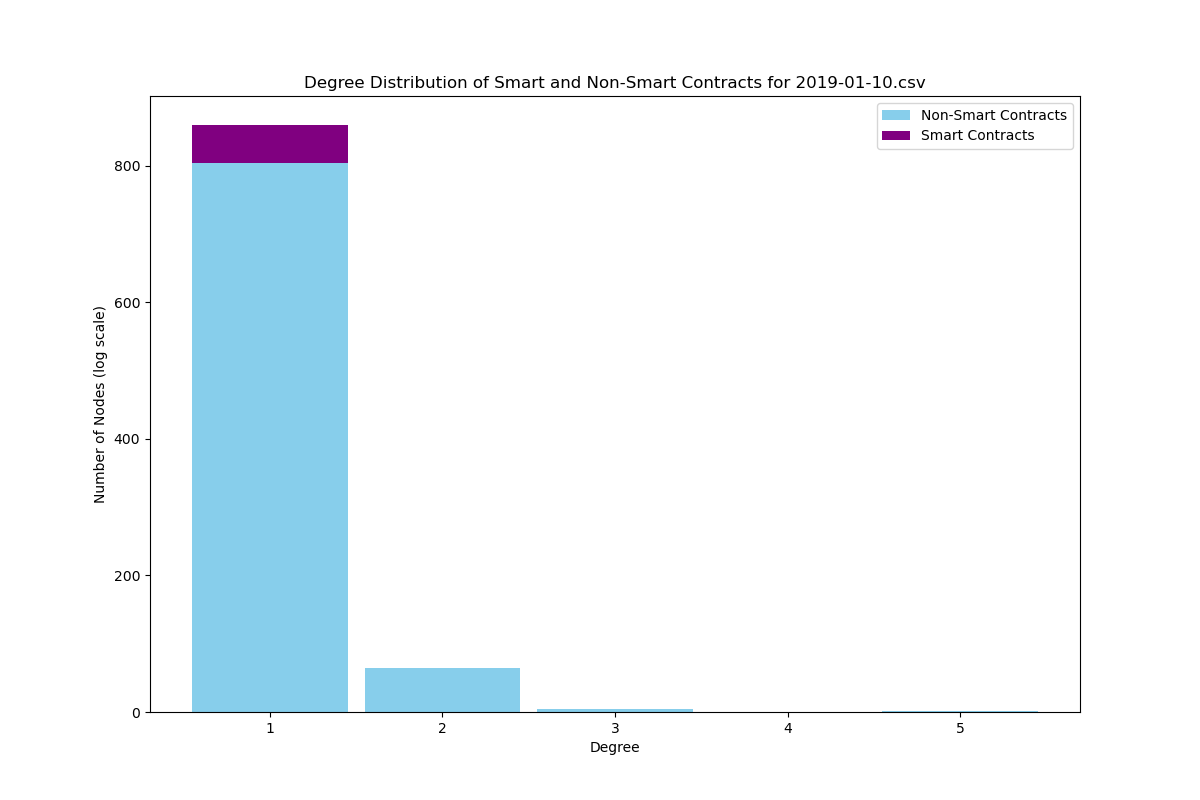 Degree Distribution of Smart and Non-Smart Contracts for 2019-01-10.csv
Non-Smart Contracts
Smart Contracts
Number of Nodes (log scale)
800
600
400
200
0
1 2 3 4 5
Degree